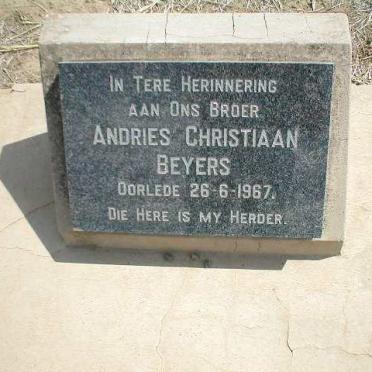 In Tere Herinnering
aan Ons Broer
Andries Christiaan
Beyers
Oorlede 26-6-1967.
Die Here is my Herder.